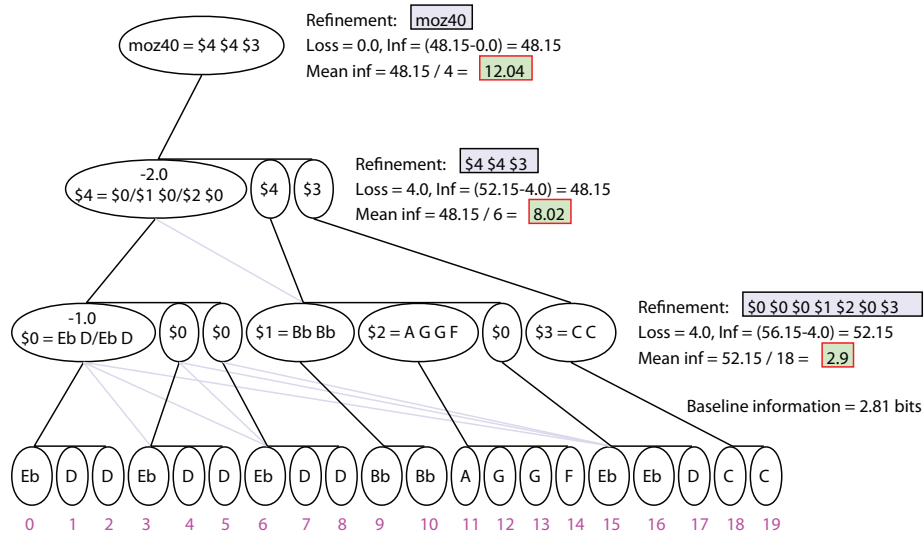 moz40 = $4 $4 $3
Refinement: moz40
Loss = 0.0, Inf = (48.15-0.0) = 48.15
Mean inf = 48.15 / 4 = 12.04
-2.0
$4 = $0/$1 $0/$2 $0
$4
$3
Refinement: $4 $4 $3
Loss = 4.0, Inf = (52.15-4.0) = 48.15
Mean inf = 48.15 / 6 = 8.02
-1.0
$0 = Eb D/Eb D
$0
$0
$1 = Bb Bb
$2 = A G G F
$0
$3 = C C
Refinement: $0 $0 $0 $1 $2 $0 $3
Loss = 4.0, Inf = (56.15-4.0) = 52.15
Mean inf = 52.15 / 18 = 2.9
Baseline information = 2.81 bits
Eb D D Eb D D Eb D D Bb Bb A G G F Eb Eb D C C
0 1 2 3 4 5 6 7 8 9 10 11 12 13 14 15 16 17 18 19